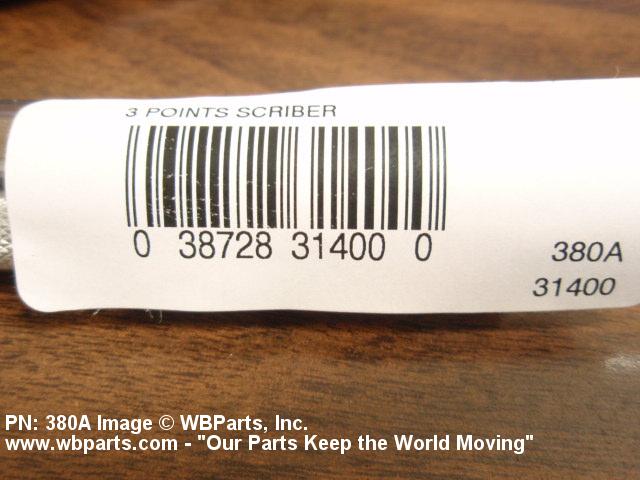 3 POINTS SCRIBER
0 38728 31400 0
380A
31400
PN: 380A Image © WBParts, Inc.
www.wbparts.com - "Our Parts Keep the World Moving"